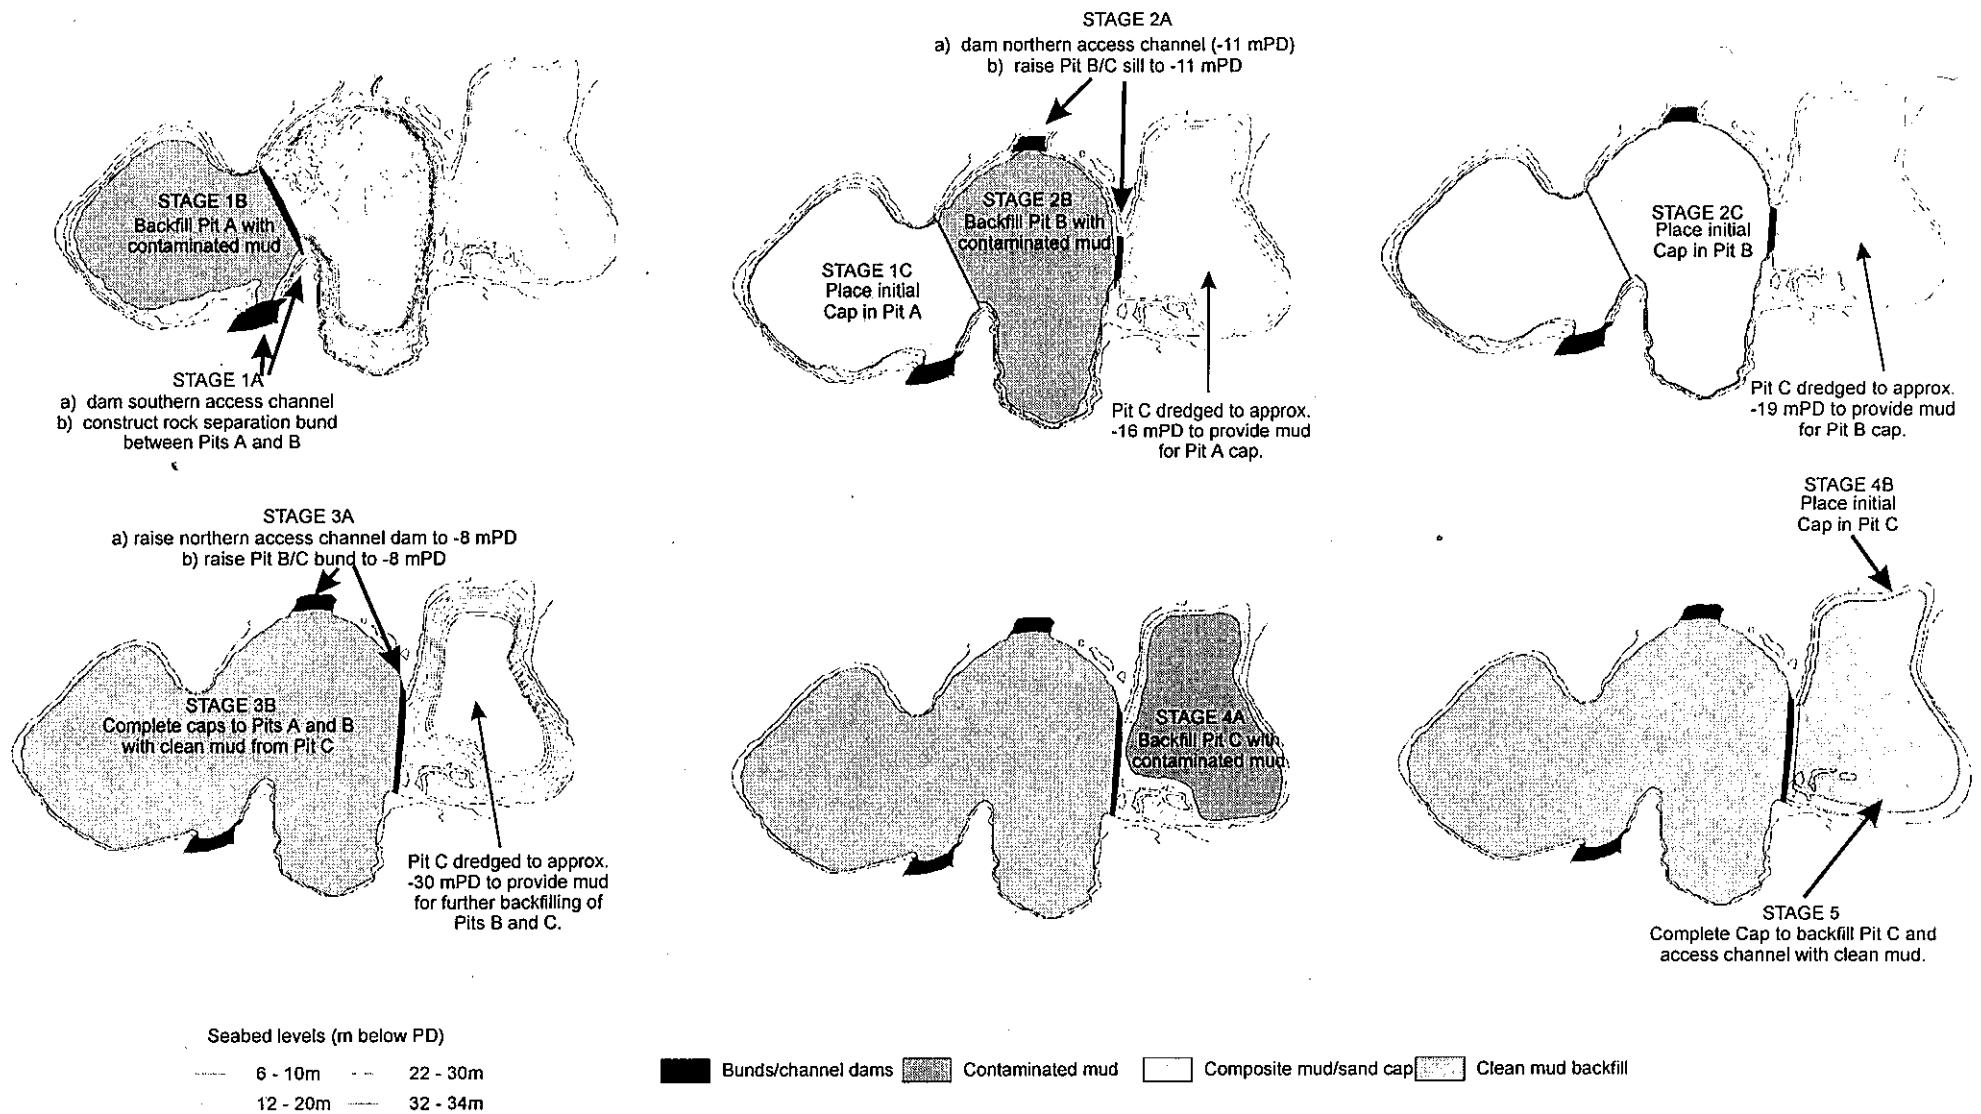 STAGE 1B
Backfill Pit A with
contaminated mud
STAGE 1A
a) dam southern access channel
b) construct rock separation bund
between Pits A and B
STAGE 2A
a) dam northern access channel (-11 mPD)
b) raise Pit B/C sill to -11 mPD
STAGE 2B
Backfill Pit B with
contaminated mud
STAGE 1C
Place initial
Cap in Pit A
Pit C dredged to approx.
-16 mPD to provide mud
for Pit A cap.
STAGE 2C
Place initial
Cap in Pit B
Pit C dredged to approx.
-19 mPD to provide mud
for Pit B cap.
STAGE 3A
a) raise northern access channel dam to -8 mPD
b) raise Pit B/C bund to -8 mPD
STAGE 3B
Complete caps to Pits A and B
with clean mud from Pit C
Pit C dredged to approx.
-30 mPD to provide mud
for further backfilling of
Pits B and C.
STAGE 4A
Backfill Pit C with
contaminated mud
STAGE 4B
Place initial
Cap in Pit C
STAGE 5
Complete Cap to backfill Pit C and
access channel with clean mud.
Seabed levels (m below PD)
6 - 10m
22 - 30m
12 - 20m
32 - 34m
Bunds/channel dams
Contaminated mud
Composite mud/sand cap
Clean mud backfill